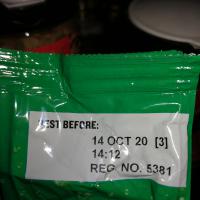 BEST BEFORE:
14 OCT 20 [3]
14:12
REG. NO. 5381